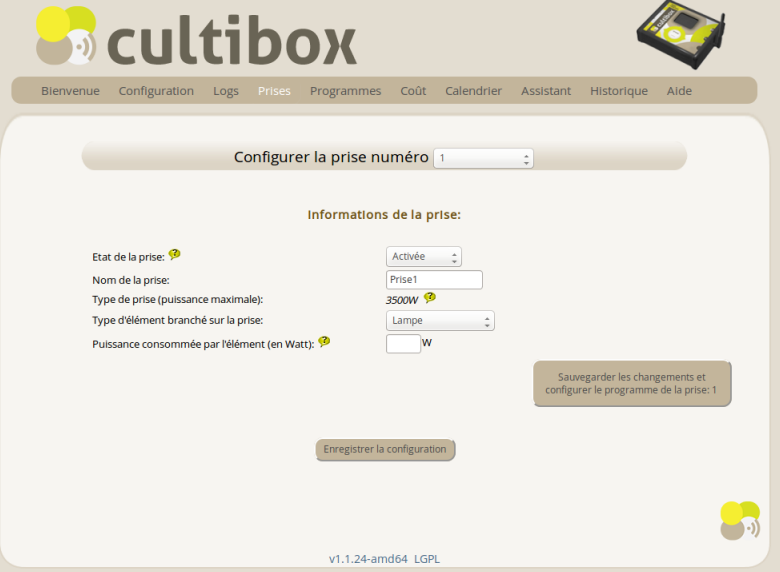 cultibox
Bienvenue Configuration Logs Prises Programmes Coût Calendrier Assistant Historique Aide
Configurer la prise numéro 1
Informations de la prise:
Etat de la prise: ? Activée
Nom de la prise: Prise1
Type de prise (puissance maximale): 3500W ?
Type d'élément branché sur la prise: Lampe
Puissance consommée par l'élément (en Watt): ? W
Sauvegarder les changements et
configurer le programme de la prise: 1
Enregistrer la configuration
v1.1.24-amd64 LGPL